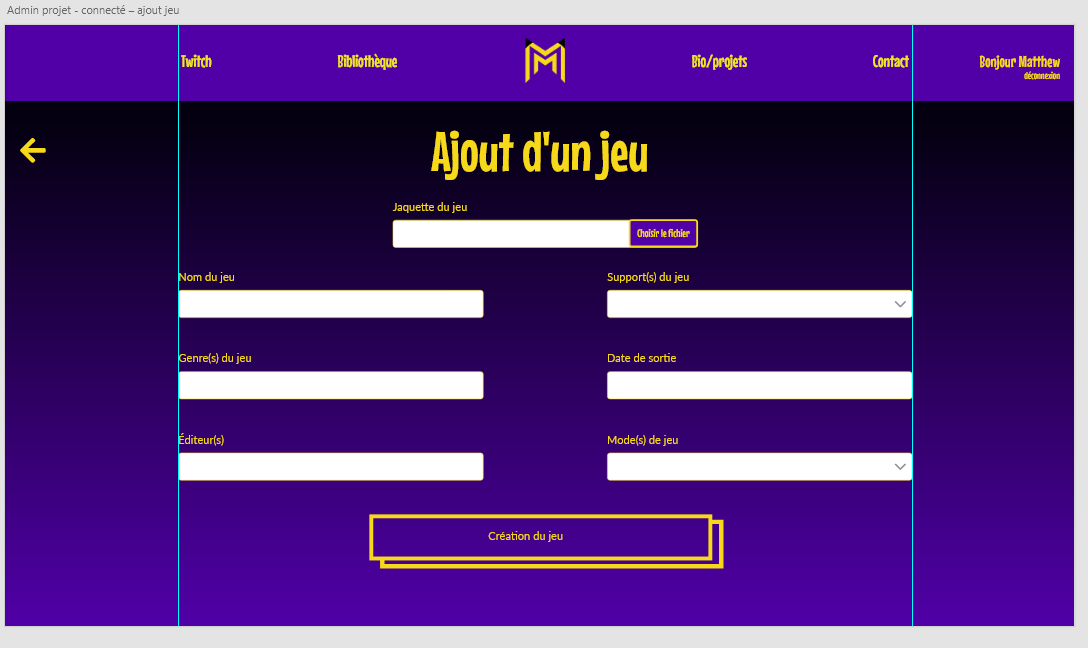 Admin projet - connecté – ajout jeu
Twitch
Bibliothèque
Bio/projets
Contact
Bonjour Matthew
déconnexion
Ajout d'un jeu
Jaquette du jeu
Choisir le fichier
Nom du jeu
Support(s) du jeu
Genre(s) du jeu
Date de sortie
Éditeur(s)
Mode(s) de jeu
Création du jeu